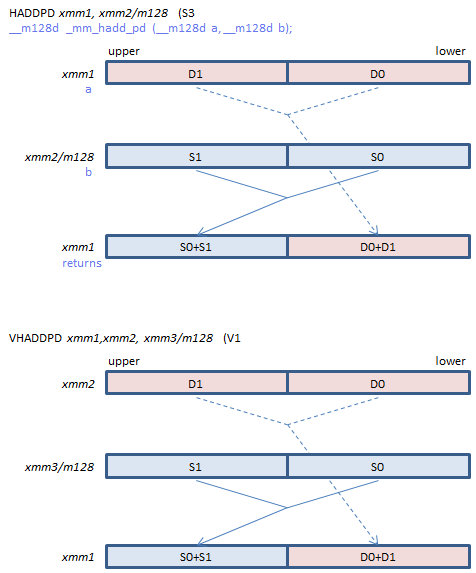 HADDPD xmm1, xmm2/m128 (S3
__m128d _mm_hadd_pd (__m128d a, __m128d b);
upper lower
xmm1 D1 D0
a
xmm2/m128 S1 S0
b
xmm1 S0+S1 D0+D1
returns
VHADDPD xmm1,xmm2, xmm3/m128 (V1
upper lower
xmm2 D1 D0
xmm3/m128 S1 S0
xmm1 S0+S1 D0+D1